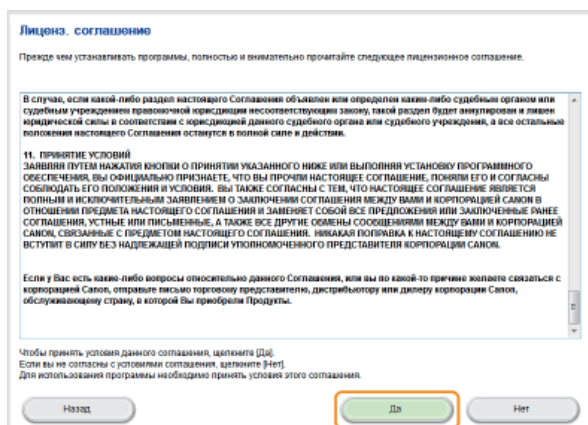 Лиценз. соглашение
Прежде чем устанавливать программы, полностью и внимательно прочитайте следующее лицензионное соглашение.
В случае, если какой-либо раздел настоящего Соглашения объявлен или определен каким-либо судебным органом или
судебным учреждением правомочной юрисдикции несоответствующим закону, такой раздел будет аннулирован и лишен
юридической силы в соответствии с юрисдикцией данного судебного органа или судебного учреждения, а все остальные
положения настоящего Соглашения останутся в полной силе и действии.
11. ПРИНЯТИЕ УСЛОВИЙ
ЗАЯВЛЯЯ ПУТЕМ НАЖАТИЯ КНОПКИ О ПРИНЯТИИ УКАЗАННОГО НИЖЕ ИЛИ ВЫПОЛНЯЯ УСТАНОВКУ ПРОГРАММНОГО
ОБЕСПЕЧЕНИЯ, ВЫ ОФИЦИАЛЬНО ПРИЗНАЕТЕ, ЧТО ВЫ ПРОЧЛИ НАСТОЯЩЕЕ СОГЛАШЕНИЕ, ПОНЯЛИ ЕГО И СОГЛАСНЫ
СОБЛЮДАТЬ ЕГО ПОЛОЖЕНИЯ И УСЛОВИЯ. ВЫ ТАКЖЕ СОГЛАСНЫ С ТЕМ, ЧТО НАСТОЯЩЕЕ СОГЛАШЕНИЕ ЯВЛЯЕТСЯ
ПОЛНЫМ И ИСКЛЮЧИТЕЛЬНЫМ ЗАЯВЛЕНИЕМ О ЗАКЛЮЧЕНИИ СОГЛАШЕНИЯ МЕЖДУ ВАМИ И КОРПОРАЦИЕЙ CANON В
ОТНОШЕНИИ ПРЕДМЕТА НАСТОЯЩЕГО СОГЛАШЕНИЯ И ЗАМЕНЯЕТ СОБОЙ ВСЕ ПРЕДЛОЖЕНИЯ ИЛИ ЗАКЛЮЧЕННЫЕ РАНЕЕ
СОГЛАШЕНИЯ, УСТНЫЕ ИЛИ ПИСЬМЕННЫЕ, А ТАКЖЕ ВСЕ ДРУГИЕ ОБМЕНЫ СООБЩЕНИЯМИ МЕЖДУ ВАМИ И КОРПОРАЦИЕЙ
CANON, СВЯЗАННЫЕ С ПРЕДМЕТОМ НАСТОЯЩЕГО СОГЛАШЕНИЯ. НИКАКАЯ ПОПРАВКА К НАСТОЯЩЕМУ СОГЛАШЕНИЮ НЕ
ВСТУПИТ В СИЛУ БЕЗ НАДЛЕЖАЩЕЙ ПОДПИСИ УПОЛНОМОЧЕННОГО ПРЕДСТАВИТЕЛЯ КОРПОРАЦИИ CANON.
Если у Вас есть какие-либо вопросы относительно данного Соглашения, или вы по какой-то причине желаете связаться с
корпорацией Canon, отправьте письмо торговому представителю, дистрибьютору или дилеру корпорации Canon,
обслуживающему страну, в которой Вы приобрели Продукты.
Чтобы принять условия данного соглашения, щелкните [Да].
Если вы не согласны с условиями соглашения, щелкните [Нет].
Для использования программы необходимо принять условия этого соглашения.
Назад
Да
Нет